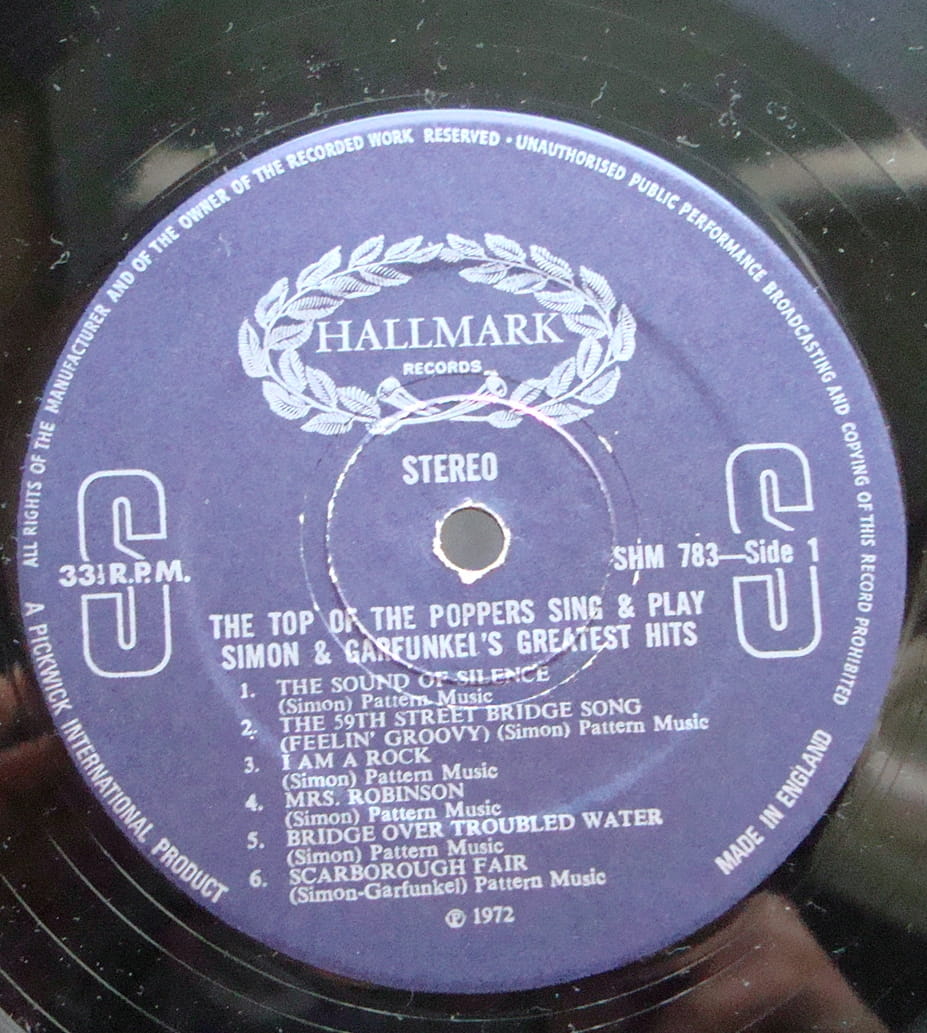 ALL RIGHTS OF THE MANUFACTURER AND OF THE OWNER OF THE RECORDED WORK RESERVED · UNAUTHORISED PUBLIC PERFORMANCE BROADCASTING AND COPYING OF THIS RECORD PROHIBITED
HALLMARK
RECORDS
STEREO
33⅓ R.P.M.
SHM 783—Side 1
THE TOP OF THE POPPERS SING & PLAY
SIMON & GARFUNKEL'S GREATEST HITS
1. THE SOUND OF SILENCE
(Simon) Pattern Music
2. THE 59TH STREET BRIDGE SONG
(FEELIN' GROOVY) (Simon) Pattern Music
3. I AM A ROCK
(Simon) Pattern Music
4. MRS. ROBINSON
(Simon) Pattern Music
5. BRIDGE OVER TROUBLED WATER
(Simon) Pattern Music
6. SCARBOROUGH FAIR
(Simon-Garfunkel) Pattern Music
℗ 1972
A PICKWICK INTERNATIONAL PRODUCT
MADE IN ENGLAND